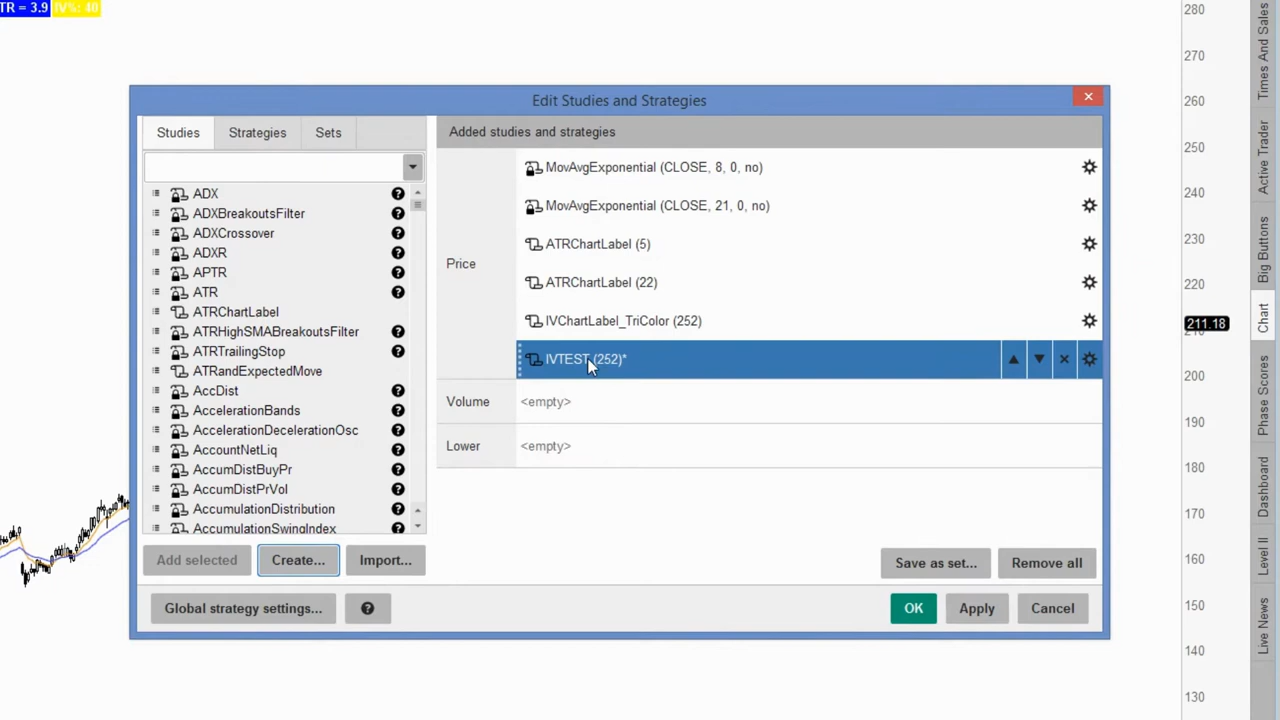 TR = 3.9 IV%: 40
Edit Studies and Strategies
Studies Strategies Sets
ADX
ADXBreakoutsFilter
ADXCrossover
ADXR
APTR
ATR
ATRChartLabel
ATRHighSMABreakoutsFilter
ATRTrailingStop
ATRandExpectedMove
AccDist
AccelerationBands
AccelerationDecelerationOsc
AccountNetLiq
AccumDistBuyPr
AccumDistPrVol
AccumulationDistribution
AccumulationSwingIndex
Add selected Create... Import...
Global strategy settings...
Added studies and strategies
Price
MovAvgExponential (CLOSE, 8, 0, no)
MovAvgExponential (CLOSE, 21, 0, no)
ATRChartLabel (5)
ATRChartLabel (22)
IVChartLabel_TriColor (252)
IVTEST (252)*
Volume <empty>
Lower <empty>
Save as set... Remove all
OK Apply Cancel
280
270
260
250
240
230
220
211.18
200
190
180
170
160
150
140
130
Times And Sales
Active Trader
Big Buttons
Chart
Phase Scores
Dashboard
Level II
Live News